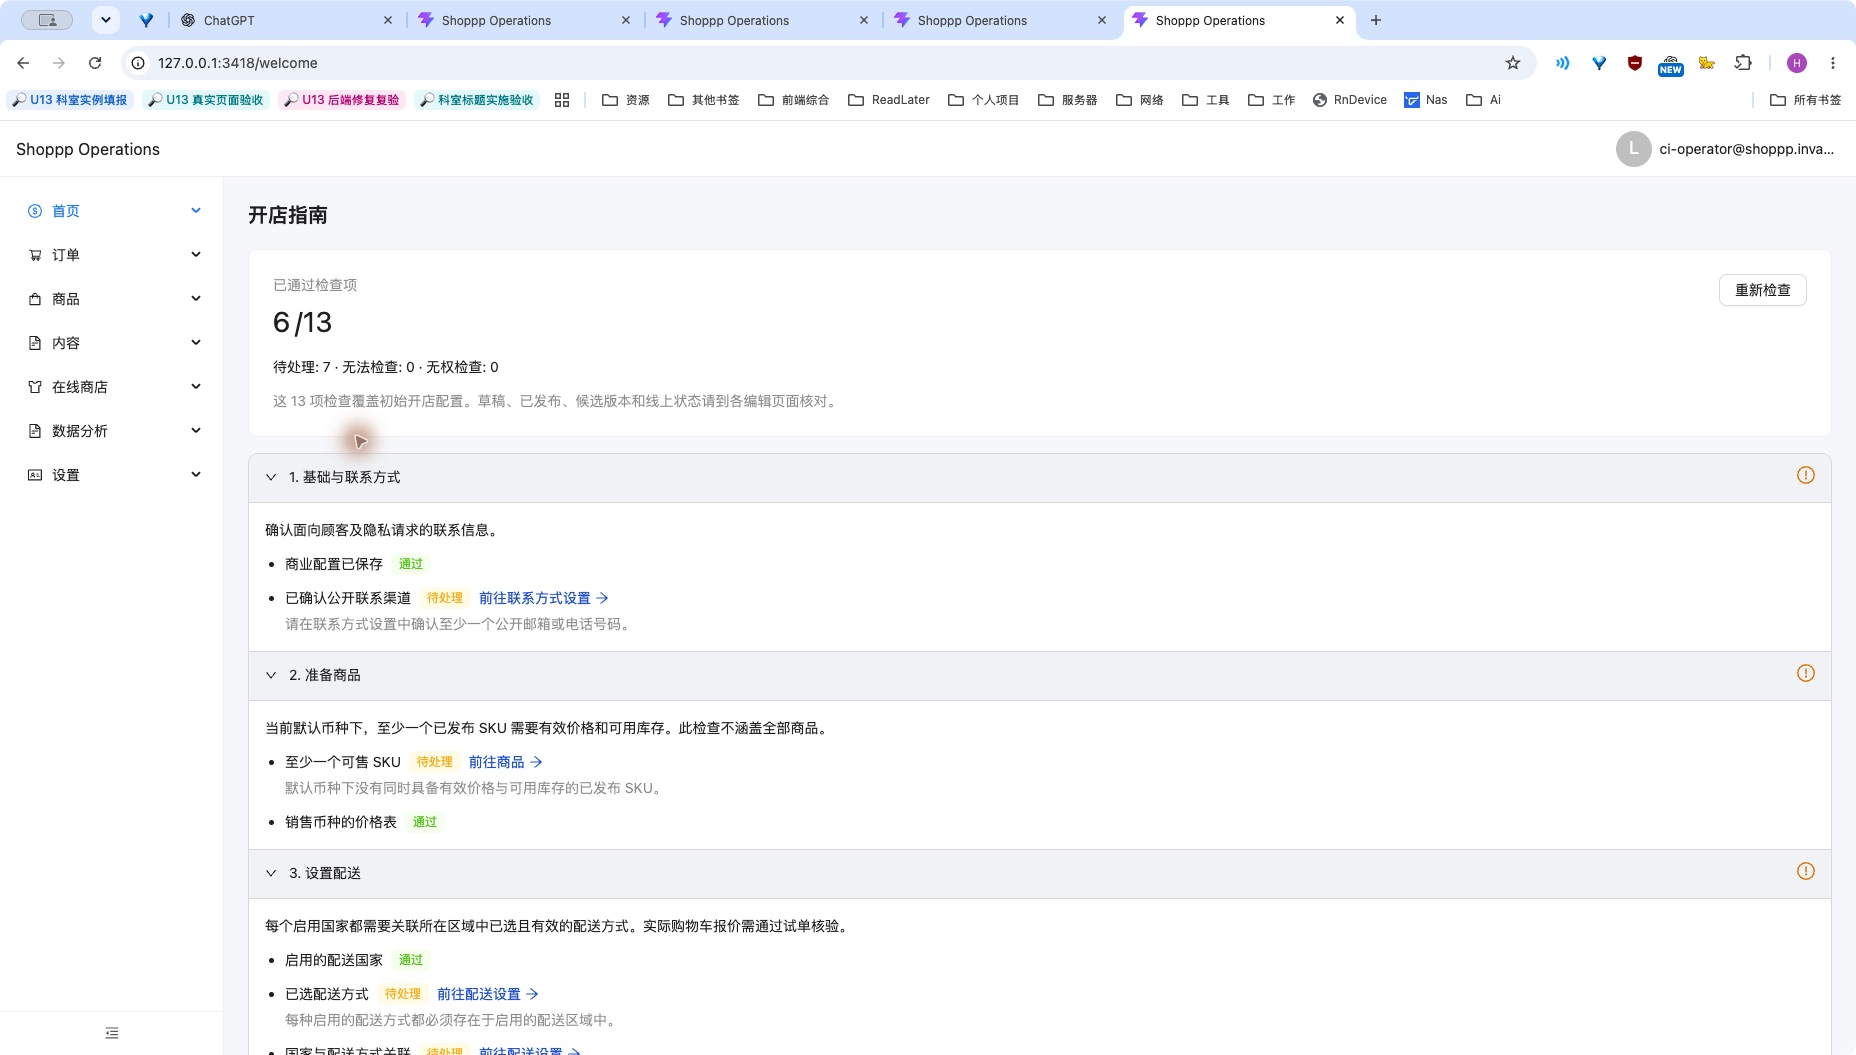 ChatGPT
Shoppp Operations
Shoppp Operations
Shoppp Operations
Shoppp Operations
127.0.0.1:3418/welcome
NEW
H
U13 科室实例填报
U13 真实页面验收
U13 后端修复复验
科室标题实施验收
资源
其他书签
前端综合
ReadLater
个人项目
服务器
网络
工具
工作
RnDevice
Nas
Ai
所有书签
Shoppp Operations
L
ci-operator@shoppp.inva...
首页
订单
商品
内容
在线商店
数据分析
设置
开店指南
已通过检查项
6/13
重新检查
待处理: 7 · 无法检查: 0 · 无权检查: 0
这 13 项检查覆盖初始开店配置。草稿、已发布、候选版本和线上状态请到各编辑页面核对。
1. 基础与联系方式
确认面向顾客及隐私请求的联系信息。
商业配置已保存 通过
已确认公开联系渠道 待处理 前往联系方式设置 →
请在联系方式设置中确认至少一个公开邮箱或电话号码。
2. 准备商品
当前默认币种下，至少一个已发布 SKU 需要有效价格和可用库存。此检查不涵盖全部商品。
至少一个可售 SKU 待处理 前往商品 →
默认币种下没有同时具备有效价格与可用库存的已发布 SKU。
销售币种的价格表 通过
3. 设置配送
每个启用国家都需要关联所在区域中已选且有效的配送方式。实际购物车报价需通过试单核验。
启用的配送国家 通过
已选配送方式 待处理 前往配送设置 →
每种启用的配送方式都必须存在于启用的配送区域中。
国家与配送方式关联 待处理 前往配送设置 →